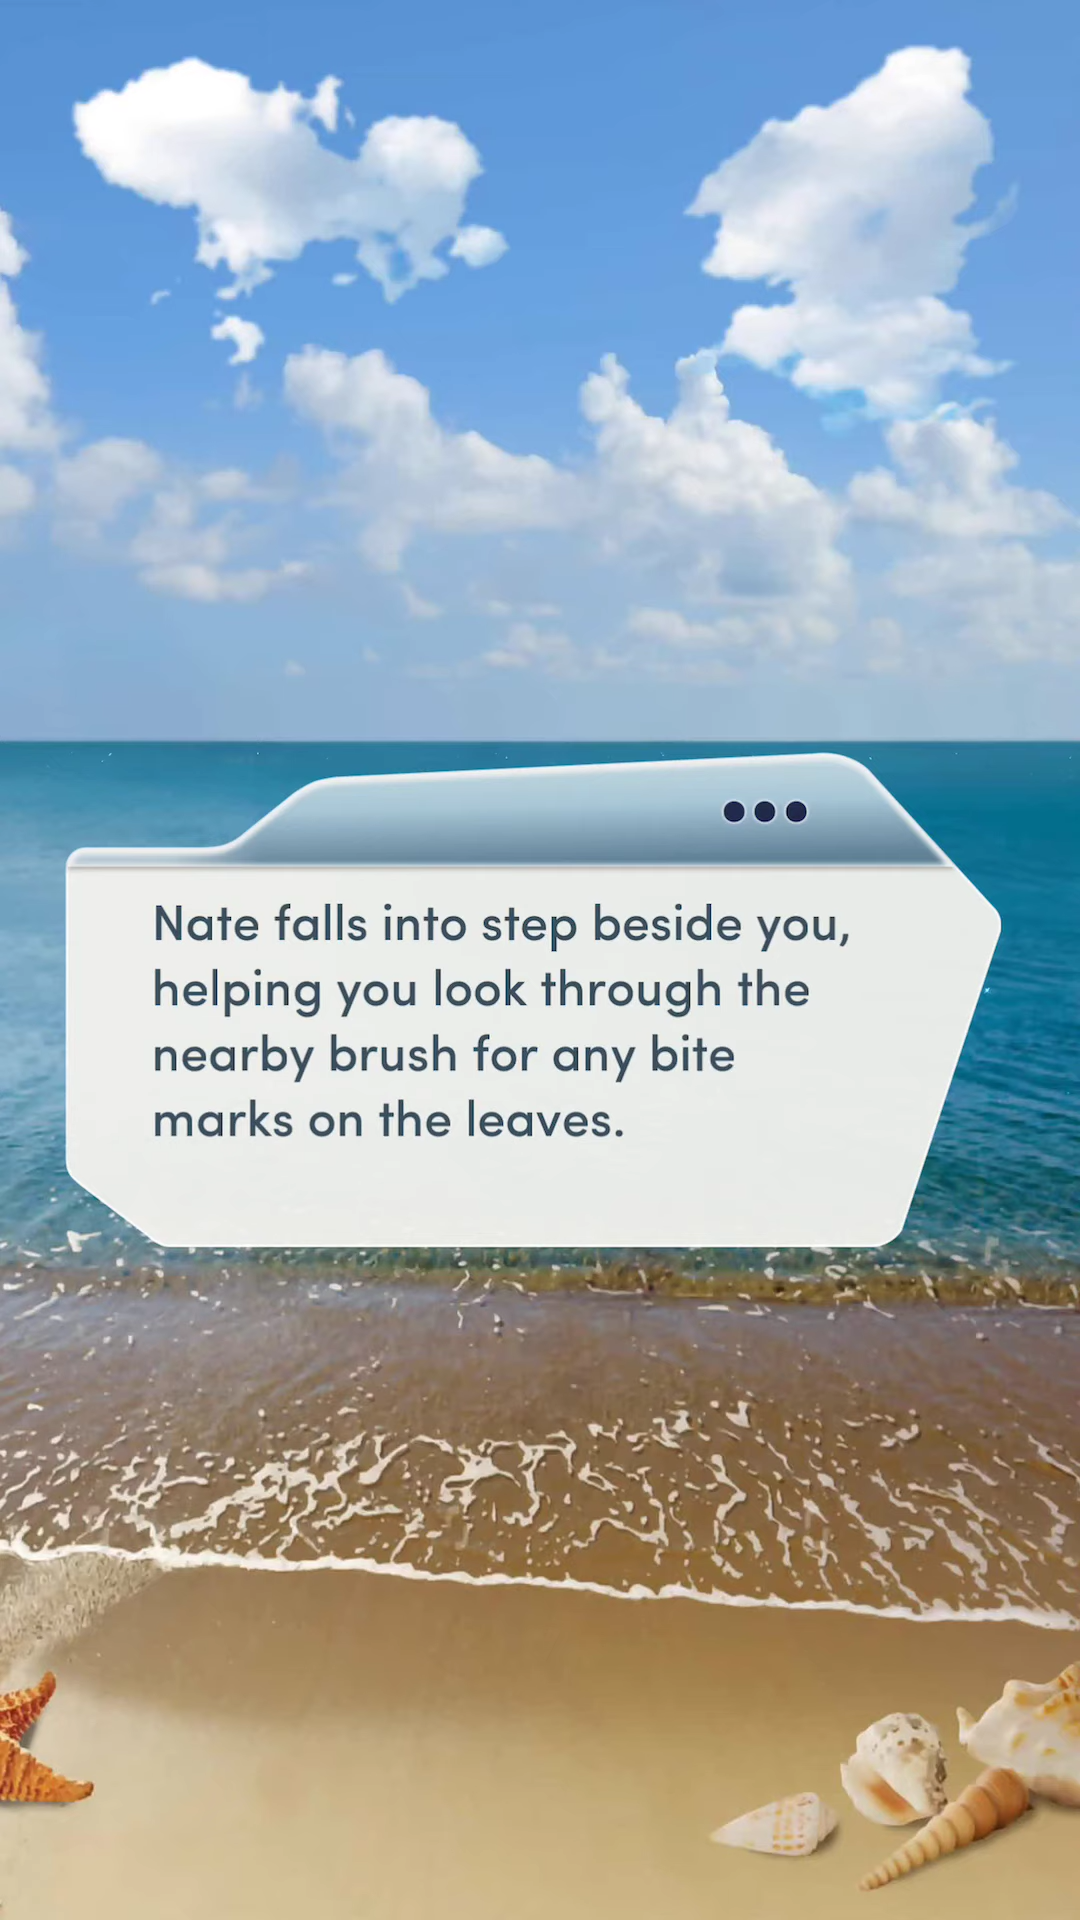 Nate falls into step beside you,
helping you look through the
nearby brush for any bite
marks on the leaves.